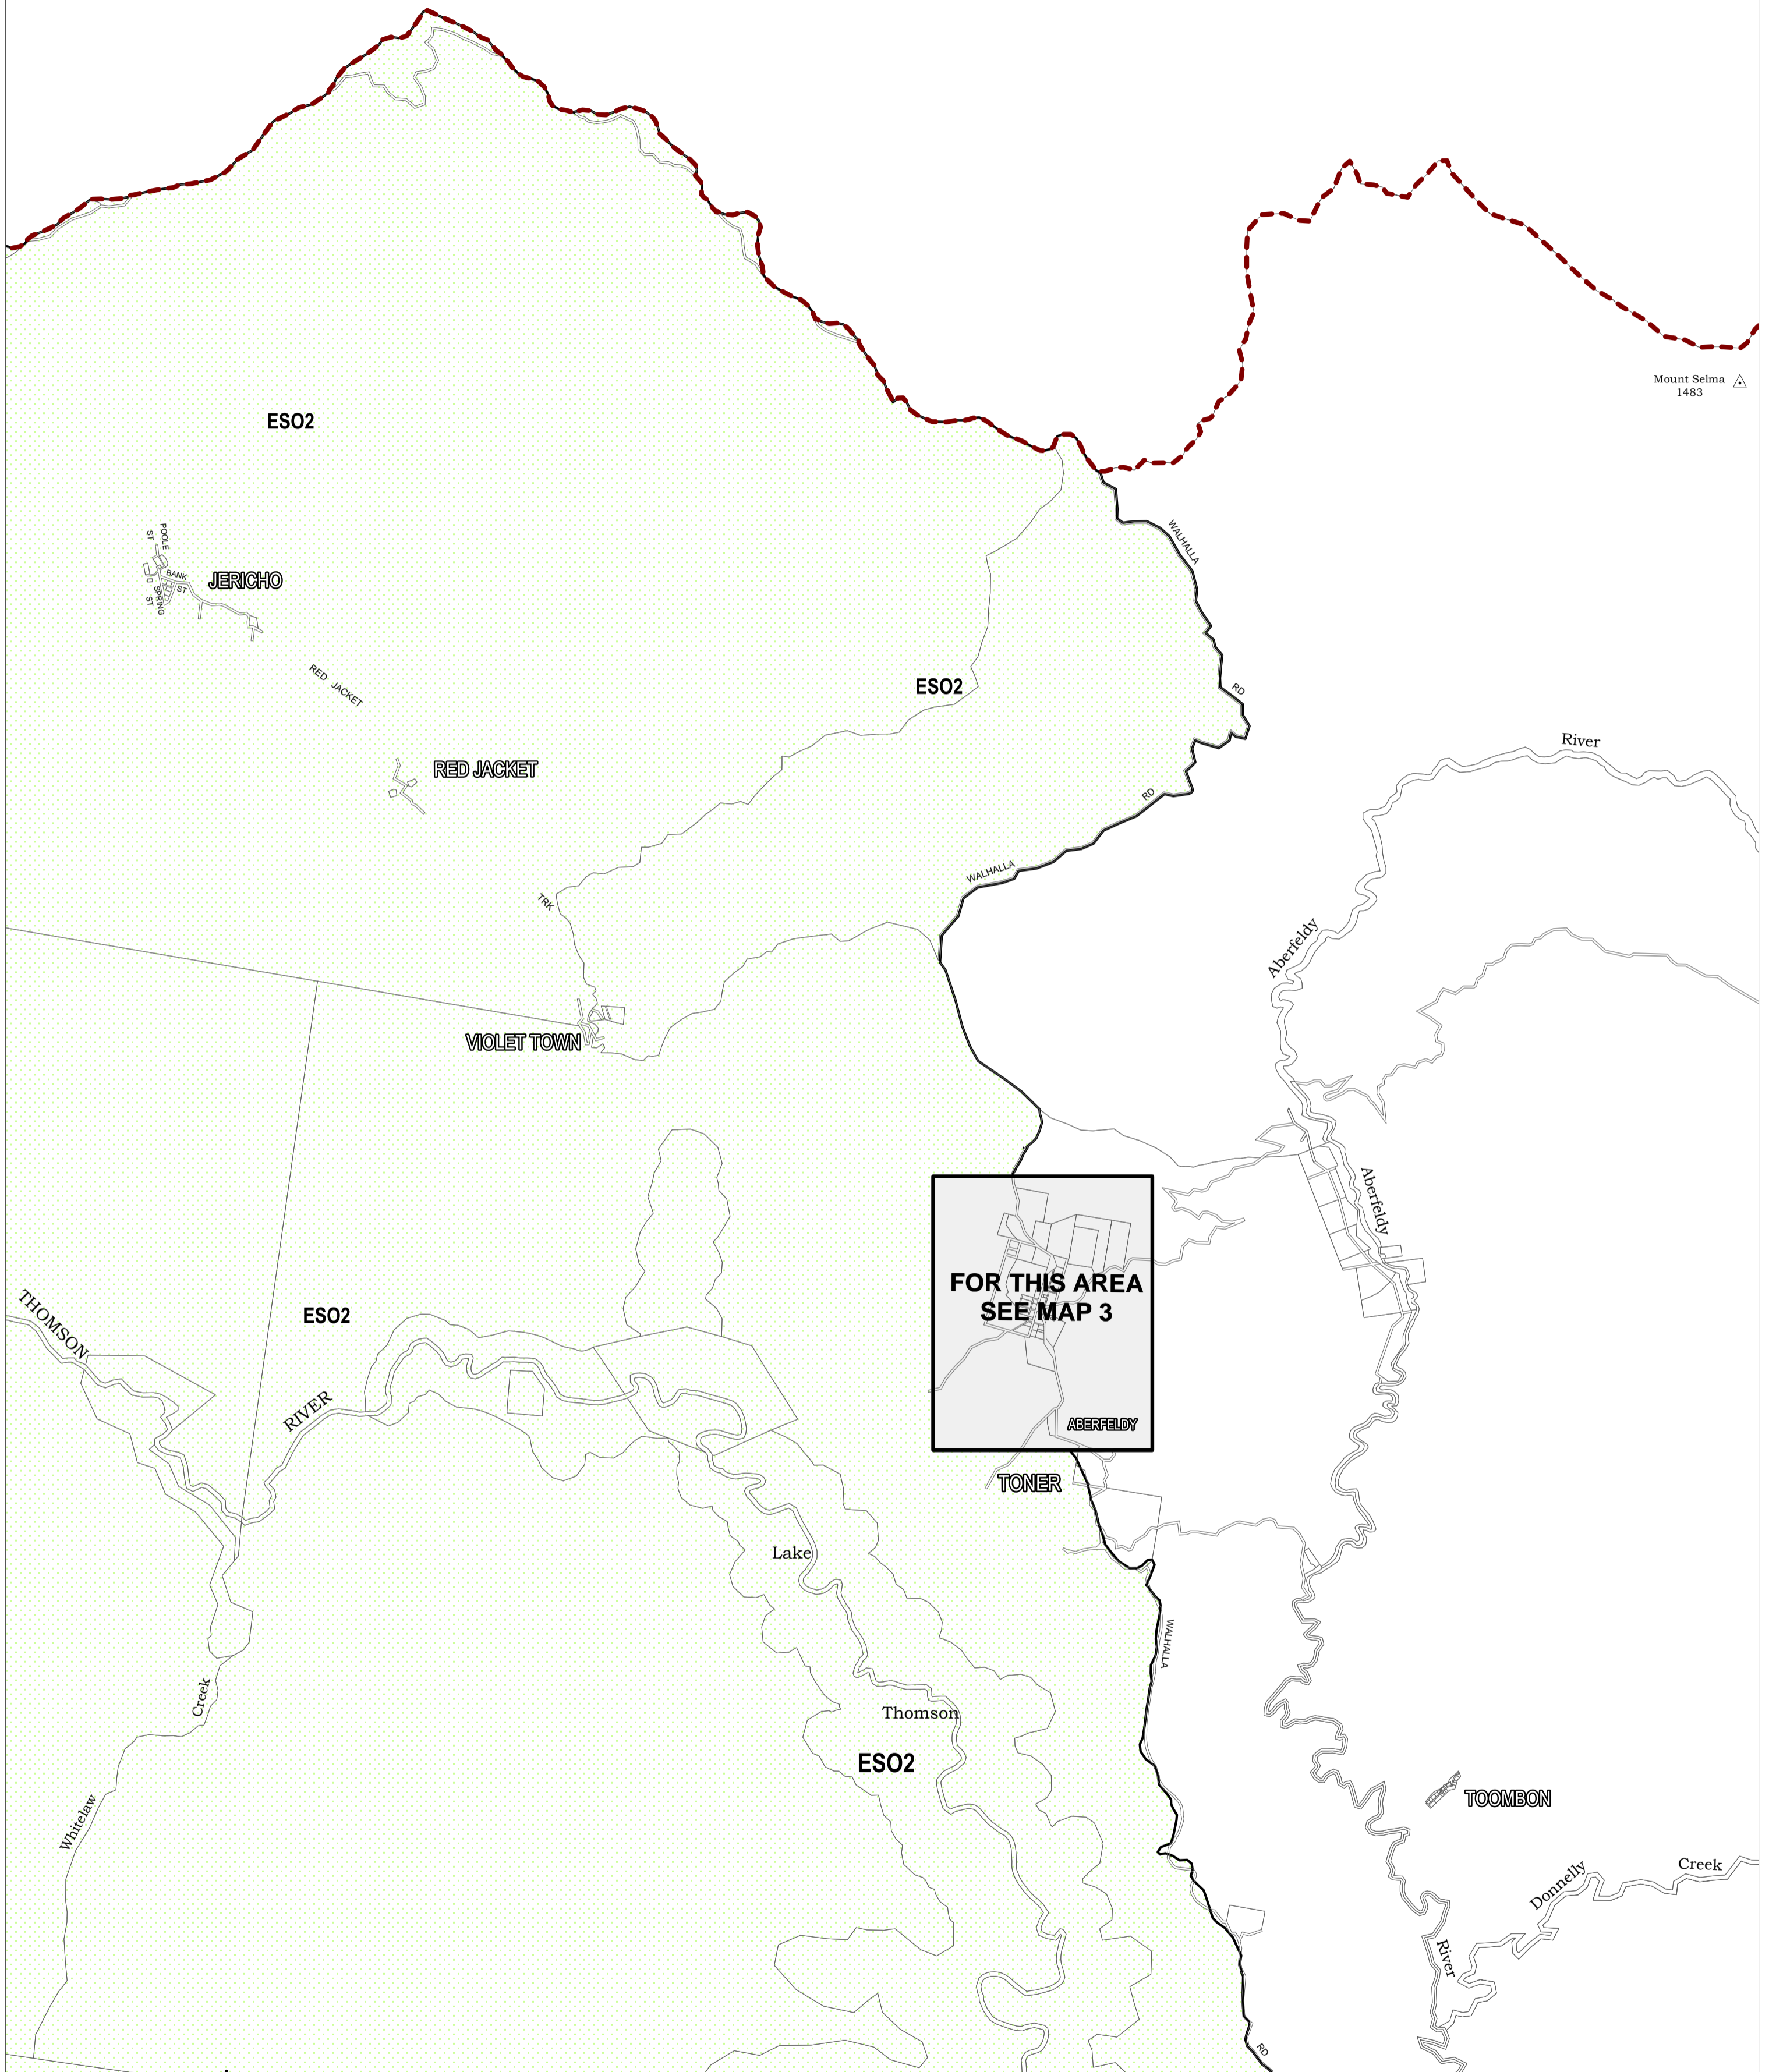 Mount Selma
1483
ESO2
WALHALLA
POOLE
ST
BANK
ST
SPRING
ST
JERICHO
RED JACKET
ESO2
RD
River
RED JACKET
RD
WALHALLA
TRK
Aberfeldy
VIOLET TOWN
Aberfeldy
FOR THIS AREA
SEE MAP 3
THOMSON
ESO2
RIVER
ABERFELDY
TONER
Lake
WALHALLA
Creek
Thomson
ESO2
Whitelaw
TOOMBON
Donnelly
Creek
River
RD